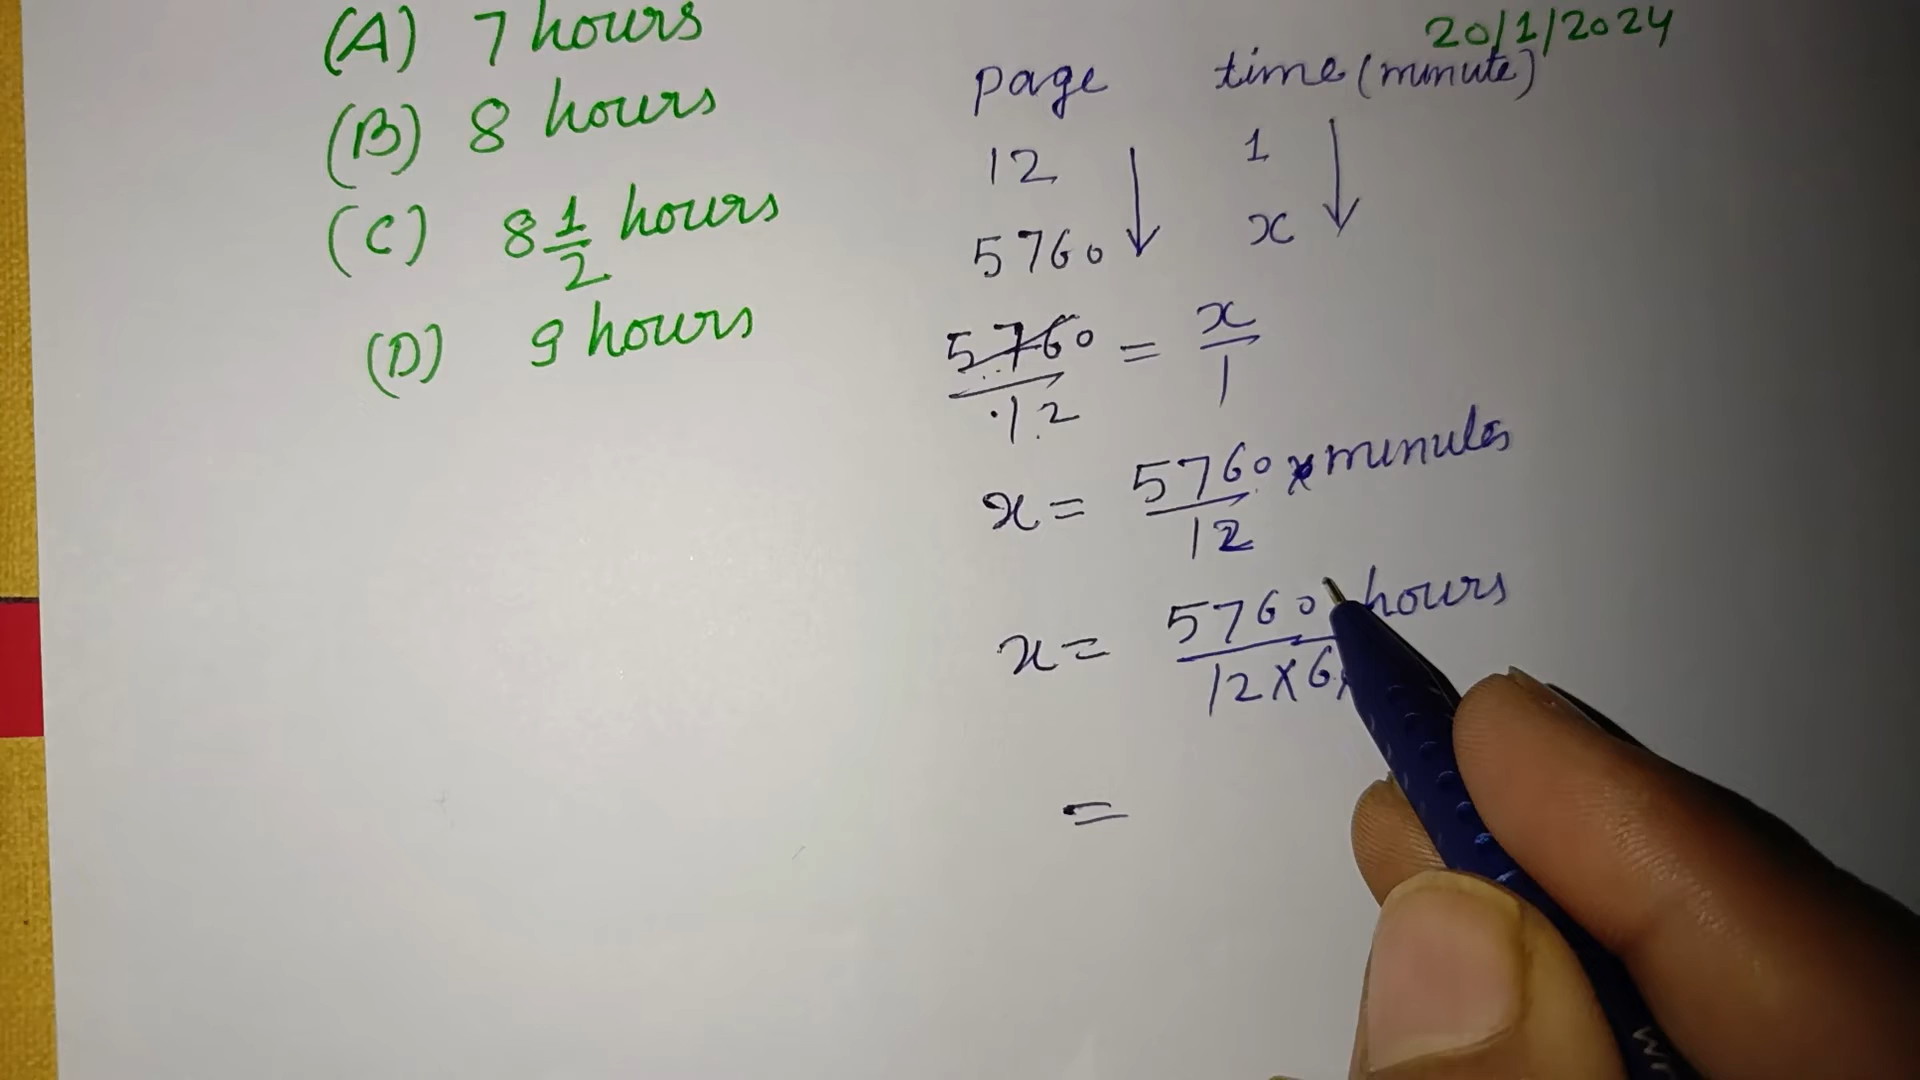 (A) 7 hours
(B) 8 hours
(C) 8 1/2 hours
(D) 9 hours
20/1/2024
page time (minute)
12 1
5760 x
5760/12 = x/1
x = 5760/12 minutes
x = 5760/12×6 hours
=